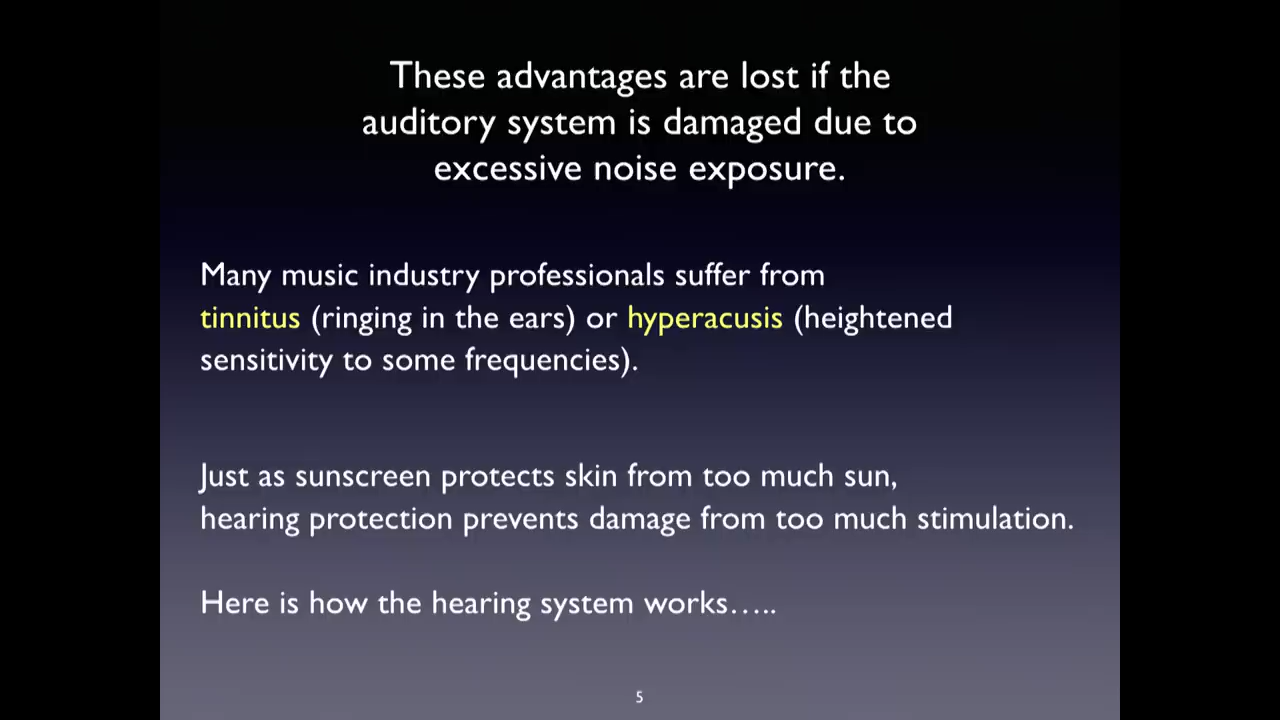 These advantages are lost if the
auditory system is damaged due to
excessive noise exposure.
Many music industry professionals suffer from
tinnitus (ringing in the ears) or hyperacusis (heightened
sensitivity to some frequencies).
Just as sunscreen protects skin from too much sun,
hearing protection prevents damage from too much stimulation.
Here is how the hearing system works…..
5